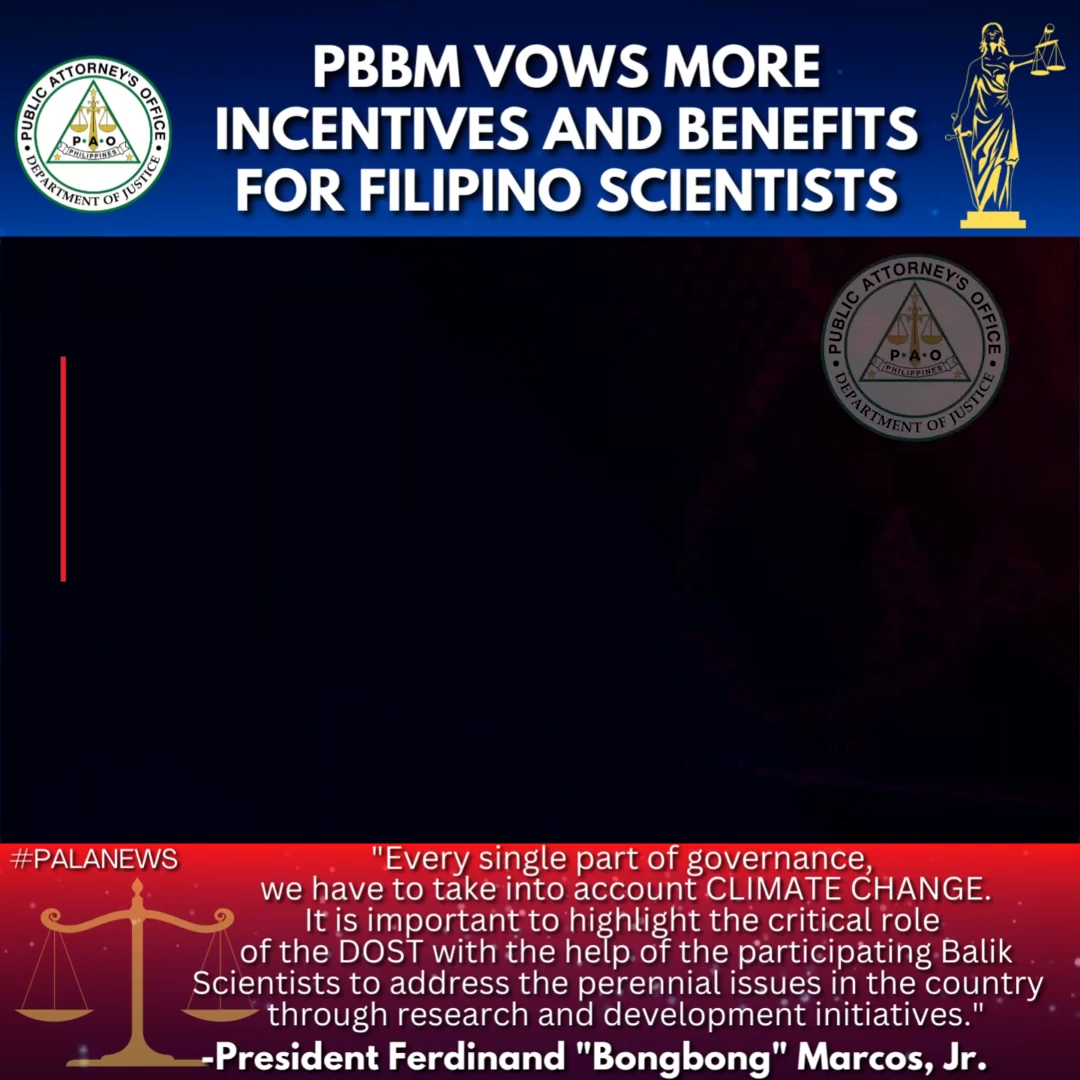 PBBM VOWS MORE
INCENTIVES AND BENEFITS
FOR FILIPINO SCIENTISTS
PUBLIC ATTORNEY'S OFFICE
P★A★O
PHILIPPINES
DEPARTMENT OF JUSTICE
PUBLIC ATTORNEY'S OFFICE
P★A★O
PHILIPPINES
DEPARTMENT OF JUSTICE
#PALANEWS
"Every single part of governance,
we have to take into account CLIMATE CHANGE.
It is important to highlight the critical role
of the DOST with the help of the participating Balik
Scientists to address the perennial issues in the country
through research and development initiatives."
-President Ferdinand "Bongbong" Marcos, Jr.